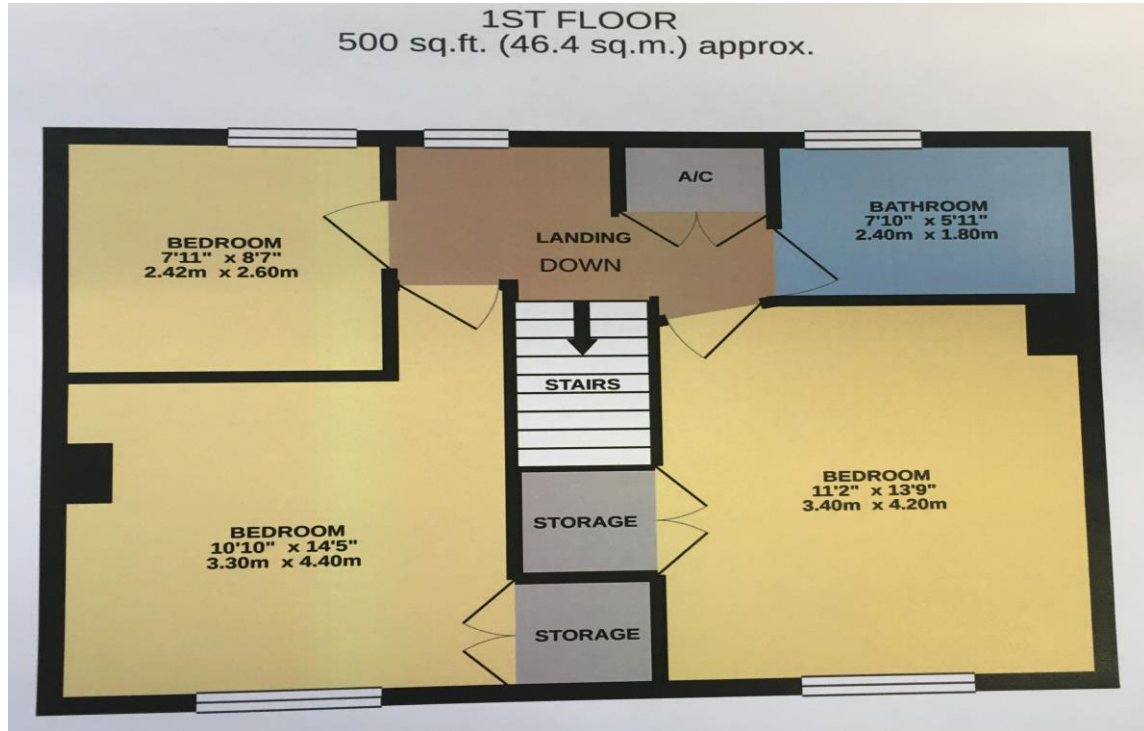 1ST FLOOR
500 sq.ft. (46.4 sq.m.) approx.
A/C
BATHROOM
7'10" x 5'11"
2.40m x 1.80m
BEDROOM
7'11" x 8'7"
2.42m x 2.60m
LANDING
DOWN
STAIRS
BEDROOM
11'2" x 13'9"
3.40m x 4.20m
STORAGE
BEDROOM
10'10" x 14'5"
3.30m x 4.40m
STORAGE